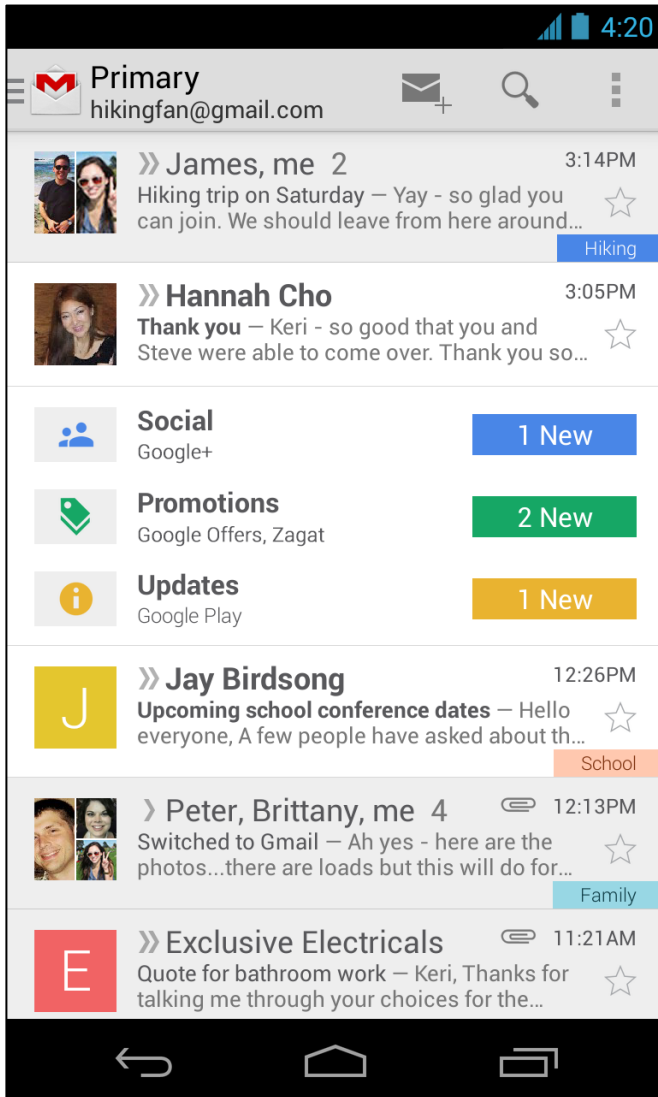 4:20
Primary
hikingfan@gmail.com
James, me 2
3:14PM
Hiking trip on Saturday — Yay - so glad you
can join. We should leave from here around...
Hiking
Hannah Cho
3:05PM
Thank you — Keri - so good that you and
Steve were able to come over. Thank you so...
Social
Google+
1 New
Promotions
Google Offers, Zagat
2 New
Updates
Google Play
1 New
J
Jay Birdsong
12:26PM
Upcoming school conference dates — Hello
everyone, A few people have asked about th...
School
Peter, Brittany, me 4
12:13PM
Switched to Gmail — Ah yes - here are the
photos...there are loads but this will do for...
Family
E
Exclusive Electricals
11:21AM
Quote for bathroom work — Keri, Thanks for
talking me through your choices for the...